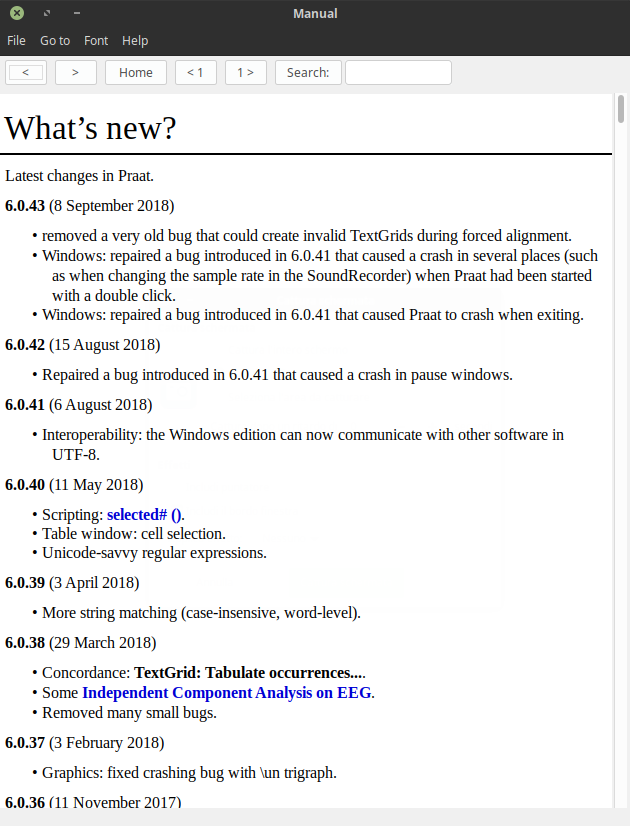 Manual
File Go to Font Help
< > Home < 1 1 > Search:
What’s new?
Latest changes in Praat.
6.0.43 (8 September 2018)
• removed a very old bug that could create invalid TextGrids during forced alignment.
• Windows: repaired a bug introduced in 6.0.41 that caused a crash in several places (such
as when changing the sample rate in the SoundRecorder) when Praat had been started
with a double click.
• Windows: repaired a bug introduced in 6.0.41 that caused Praat to crash when exiting.
6.0.42 (15 August 2018)
• Repaired a bug introduced in 6.0.41 that caused a crash in pause windows.
6.0.41 (6 August 2018)
• Interoperability: the Windows edition can now communicate with other software in
UTF-8.
6.0.40 (11 May 2018)
• Scripting: selected# ().
• Table window: cell selection.
• Unicode-savvy regular expressions.
6.0.39 (3 April 2018)
• More string matching (case-insensitive, word-level).
6.0.38 (29 March 2018)
• Concordance: TextGrid: Tabulate occurrences....
• Some Independent Component Analysis on EEG.
• Removed many small bugs.
6.0.37 (3 February 2018)
• Graphics: fixed crashing bug with \un trigraph.
6.0.36 (11 November 2017)